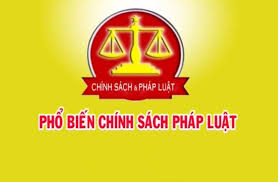 CHÍNH SÁCH & PHÁP LUẬT
PHỔ BIẾN CHÍNH SÁCH PHÁP LUẬT